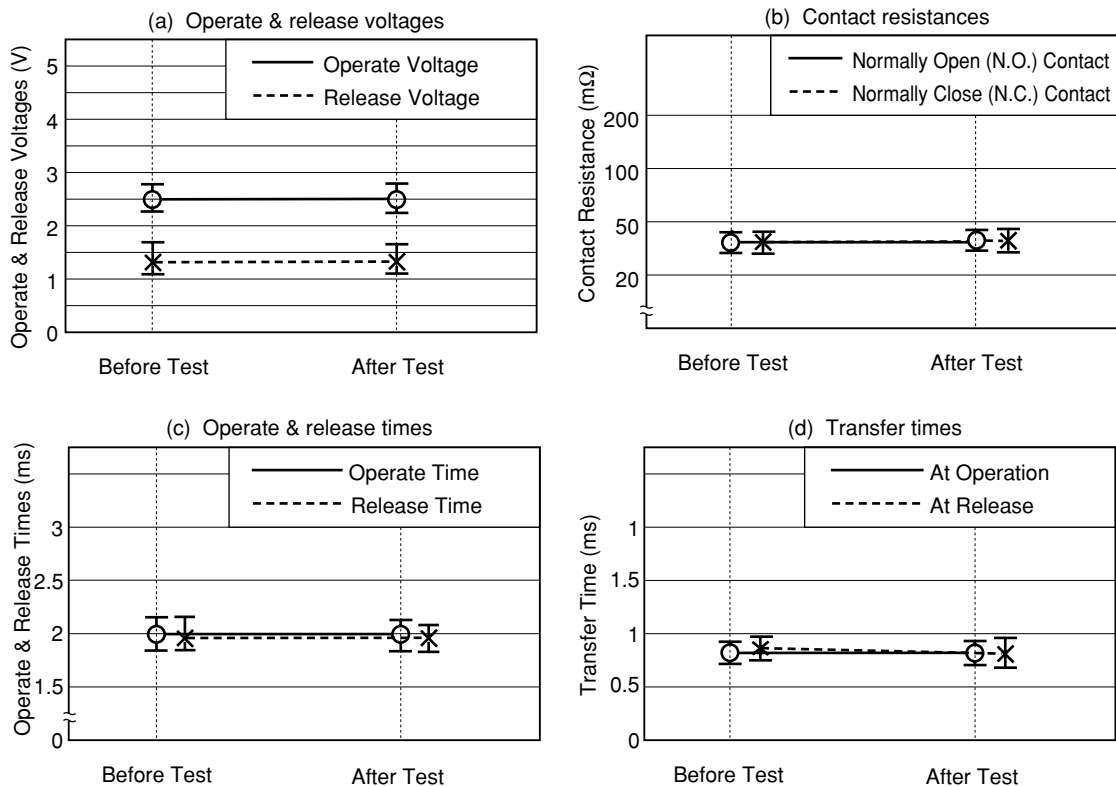 (a) Operate & release voltages
Operate & Release Voltages (V)
5
4
3
2
1
0
Operate Voltage
Release Voltage
Before Test
After Test
(b) Contact resistances
Contact Resistance (mΩ)
200
100
50
20
Normally Open (N.O.) Contact
Normally Close (N.C.) Contact
Before Test
After Test
(c) Operate & release times
Operate & Release Times (ms)
3
2.5
2
1.5
0
Operate Time
Release Time
Before Test
After Test
(d) Transfer times
Transfer Time (ms)
1
1.5
1
0.5
0
At Operation
At Release
Before Test
After Test